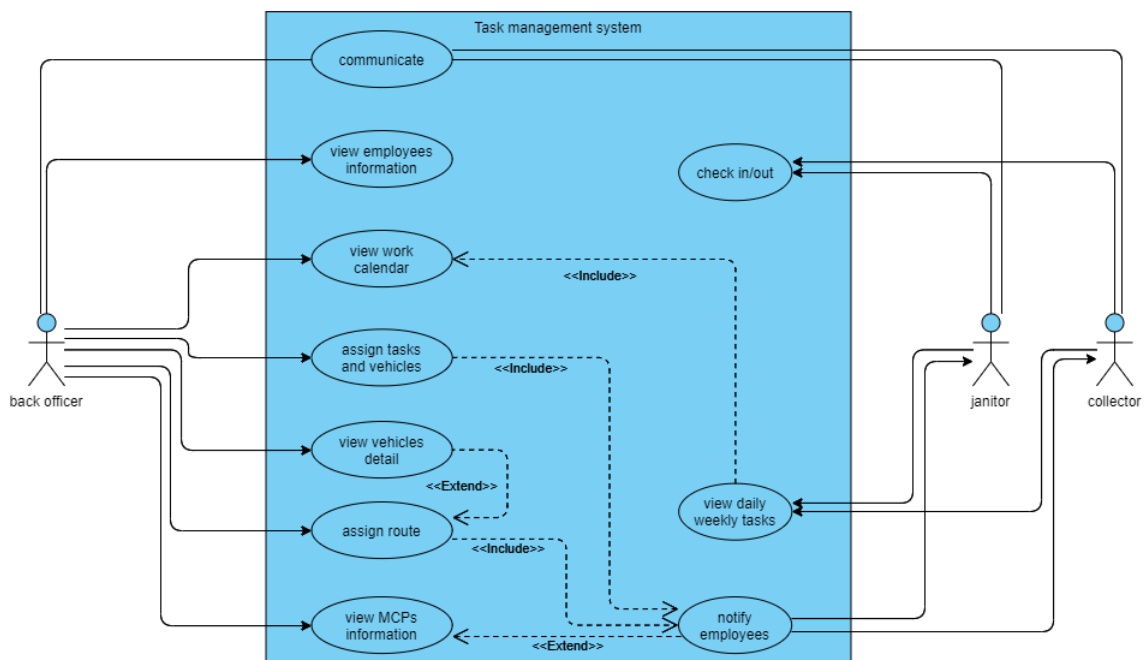 Task management system
communicate
view employees
information
check in/out
view work
calendar
<<Include>>
assign tasks
and vehicles
<<Include>>
back officer
janitor
collector
view vehicles
detail
<<Extend>>
view daily
weekly tasks
assign route
<<Include>>
view MCPs
information
notify
employees
<<Extend>>